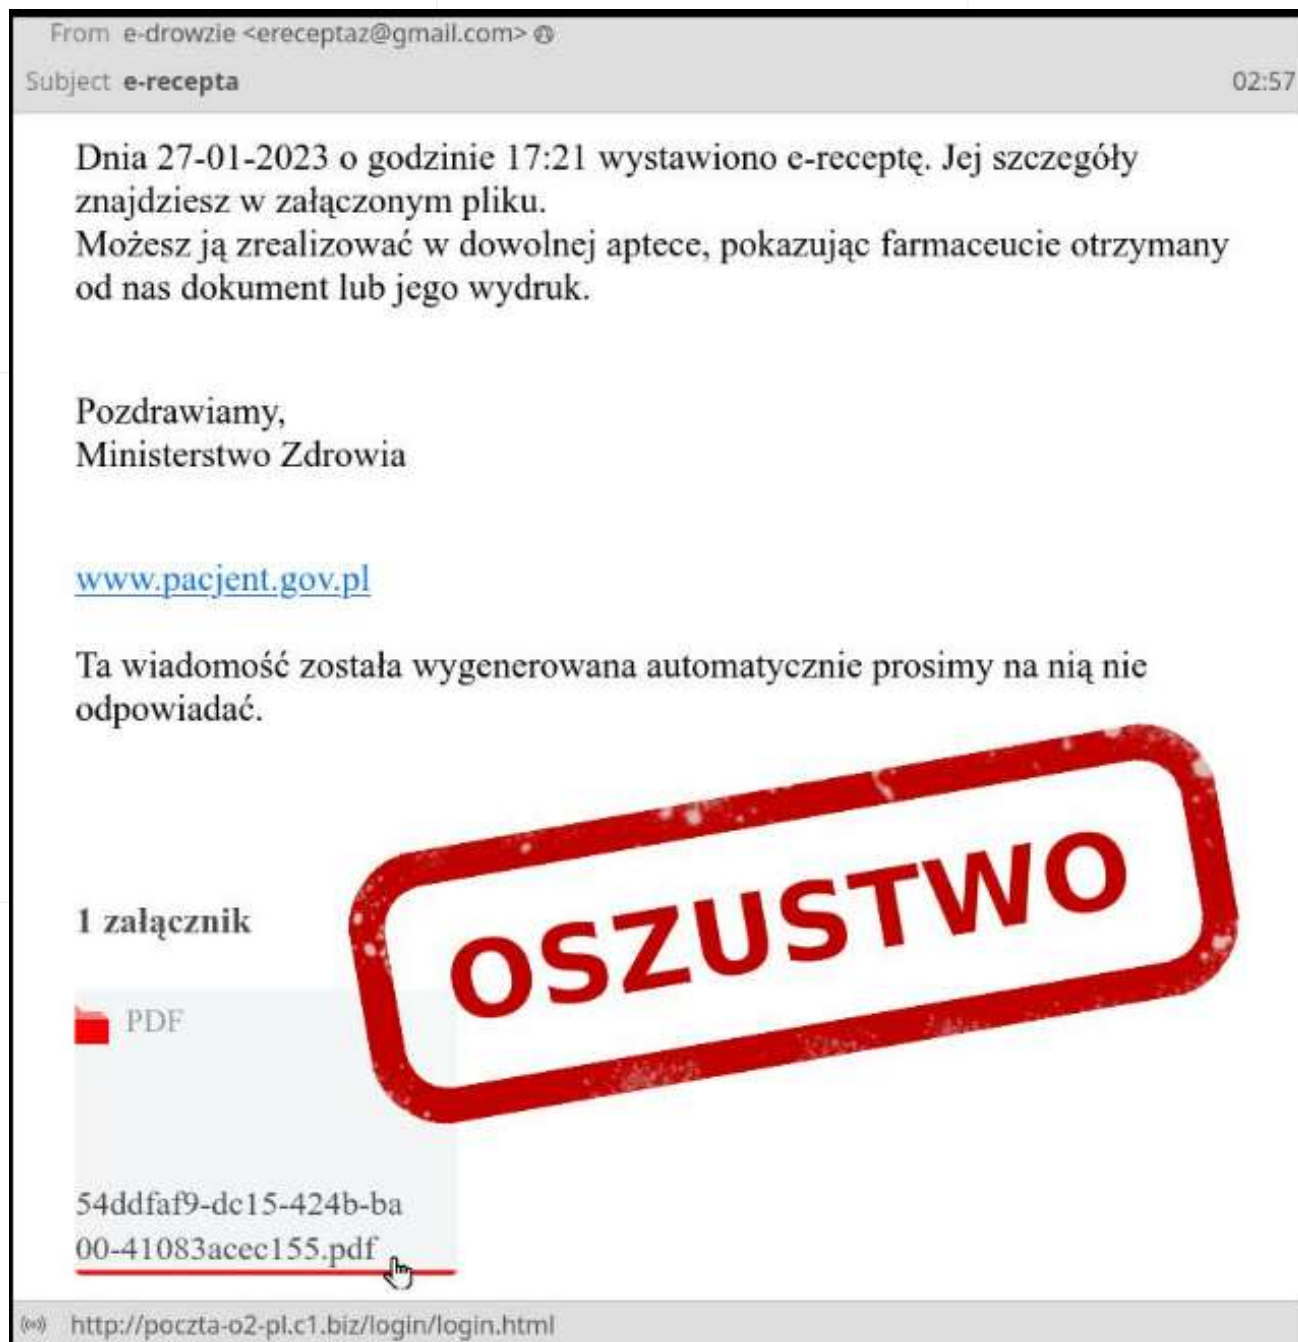 From e-drowzie <ereceptaz@gmail.com>
Subject e-recepta 02:57
Dnia 27-01-2023 o godzinie 17:21 wystawiono e-receptę. Jej szczegóły
znajdziesz w załączonym pliku.
Możesz ją zrealizować w dowolnej aptece, pokazując farmaceucie otrzymany
od nas dokument lub jego wydruk.
Pozdrawiamy,
Ministerstwo Zdrowia
www.pacjent.gov.pl
Ta wiadomość została wygenerowana automatycznie prosimy na nią nie
odpowiadać.
OSZUSTWO
1 załącznik
PDF
54ddfaf9-dc15-424b-ba
00-41083acec155.pdf
http://poczta-o2-pl.c1.biz/login/login.html